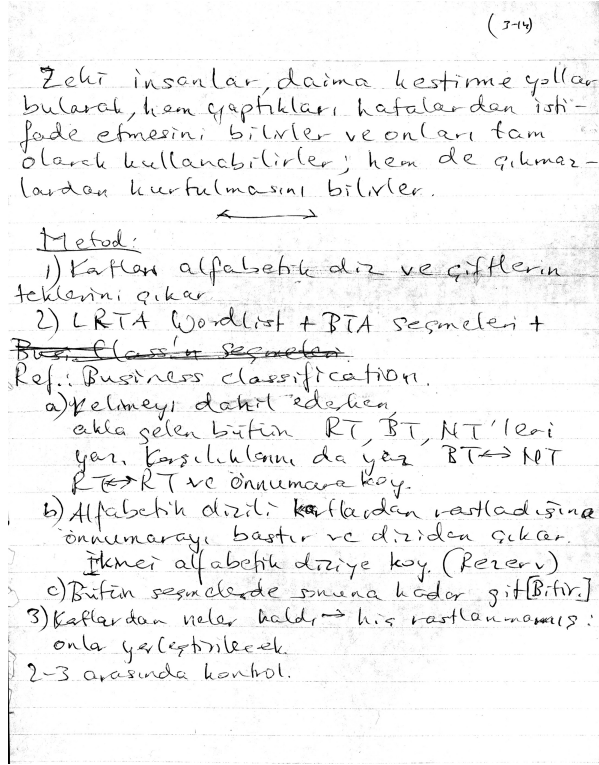 (3-14)
Zeki insanlar, daima kestirme yollar
bularak, hem yaptıkları hatalardan isti-
fade etmesini bilirler ve onları tam
olarak kullanabilirler; hem de çıkmaz-
lardan kurtulmasını bilirler.
Metod:
1) Kartları alfabetik diz ve çiftlerin
teklerini çıkar
2) LRTA Wordlist + BTA seçmeleri +
Busi. Class'ın seçmeleri
Ref.: Business classification.
a) Kelimeyi dahil ederken,
akla gelen bütün RT, BT, NT'leri
yaz. Karşılıklarını da yaz BT↔NT
RT↔RT ve önnumara koy.
b) Alfabetik dizili kartlardan rastladığına
önnumarayı bastır ve diziden çıkar.
İkinci alfabetik diziye koy. (Rezerv)
c) Bütün seçmelerde sonuna kadar git [Bitir.]
3) Kartlardan neler kaldı → hiç rastlanmamış:
onlar yerleştirilecek
2-3 arasında kontrol.